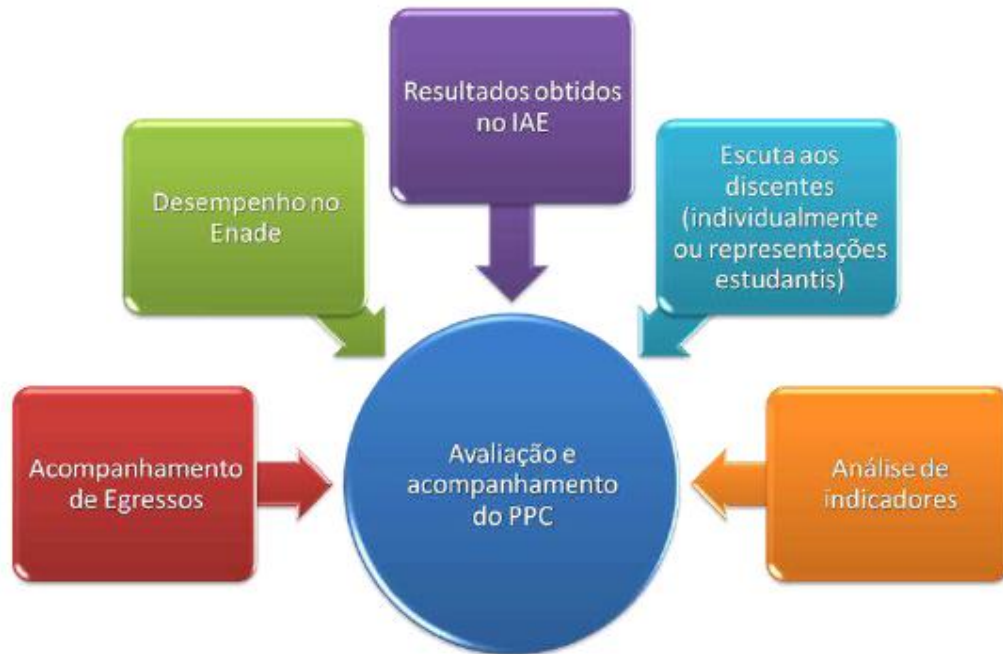 Resultados obtidos
no IAE
Desempenho no
Enade
Escuta aos
discentes
(individualmente
ou representações
estudantis)
Acompanhamento
de Egressos
Avaliação e
acompanhamento
do PPC
Análise de
indicadores